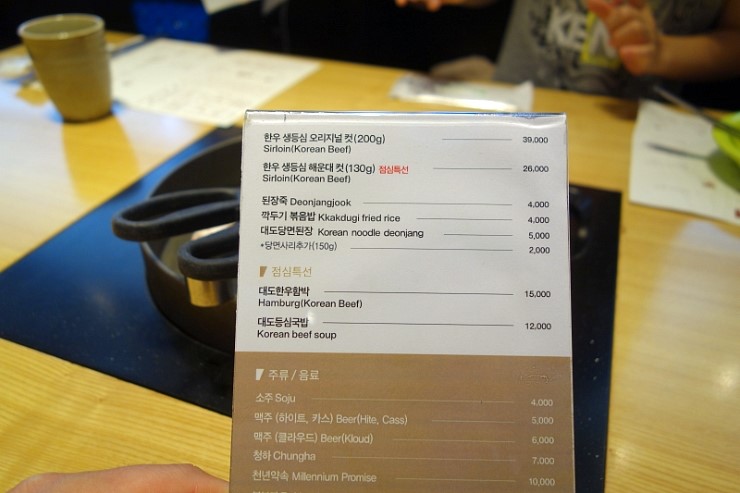 KEN
한우 생등심 오리지널 컷(200g) 39,000
Sirloin(Korean Beef)
한우 생등심 해운대 컷(130g) 점심특선 26,000
Sirloin(Korean Beef)
된장죽 Deonjangjook 4,000
깍두기 볶음밥 Kkakdugi fried rice 4,000
대도당면된장 Korean noodle deonjang 5,000
*당면사리추가(150g) 2,000
점심특선
대도한우함박 15,000
Hamburg(Korean Beef)
대도등심국밥 12,000
Korean beef soup
주류 / 음료
소주 Soju 4,000
맥주 (하이트, 카스) Beer(Hite, Cass) 5,000
맥주 (클라우드) Beer(Kloud) 6,000
청하 Chungha 7,000
천년약속 Millennium Promise 10,000